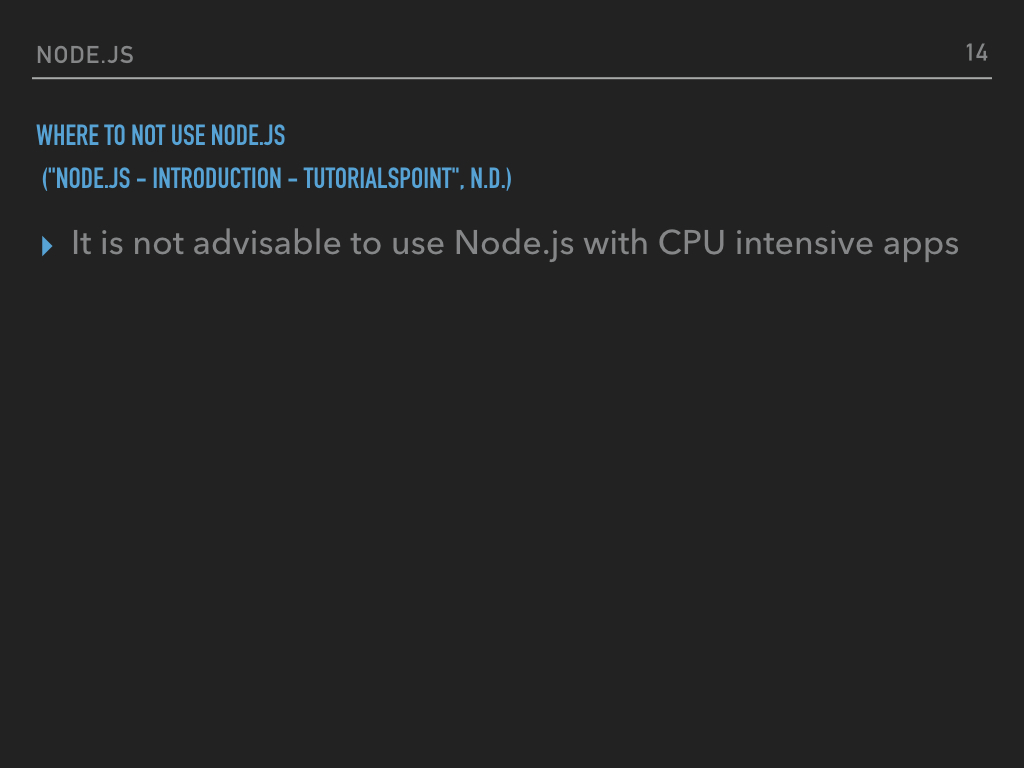 NODE.JS
14
WHERE TO NOT USE NODE.JS
("NODE.JS – INTRODUCTION – TUTORIALSPOINT", N.D.)
It is not advisable to use Node.js with CPU intensive apps